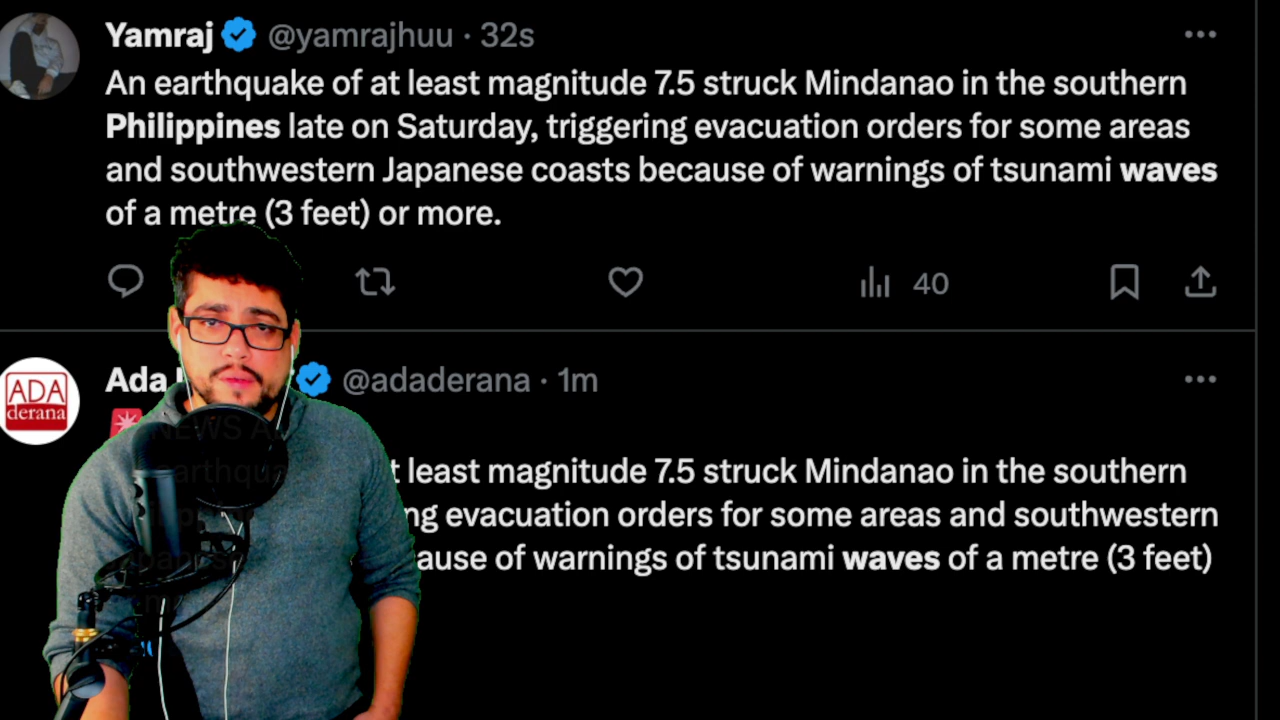 Yamraj @yamrajhuu · 32s
An earthquake of at least magnitude 7.5 struck Mindanao in the southern
Philippines late on Saturday, triggering evacuation orders for some areas
and southwestern Japanese coasts because of warnings of tsunami waves
of a metre (3 feet) or more.
40
Ada @adaderana · 1m
ADA
derana
NEWS
least magnitude 7.5 struck Mindanao in the southern
evacuation orders for some areas and southwestern
of warnings of tsunami waves of a metre (3 feet)